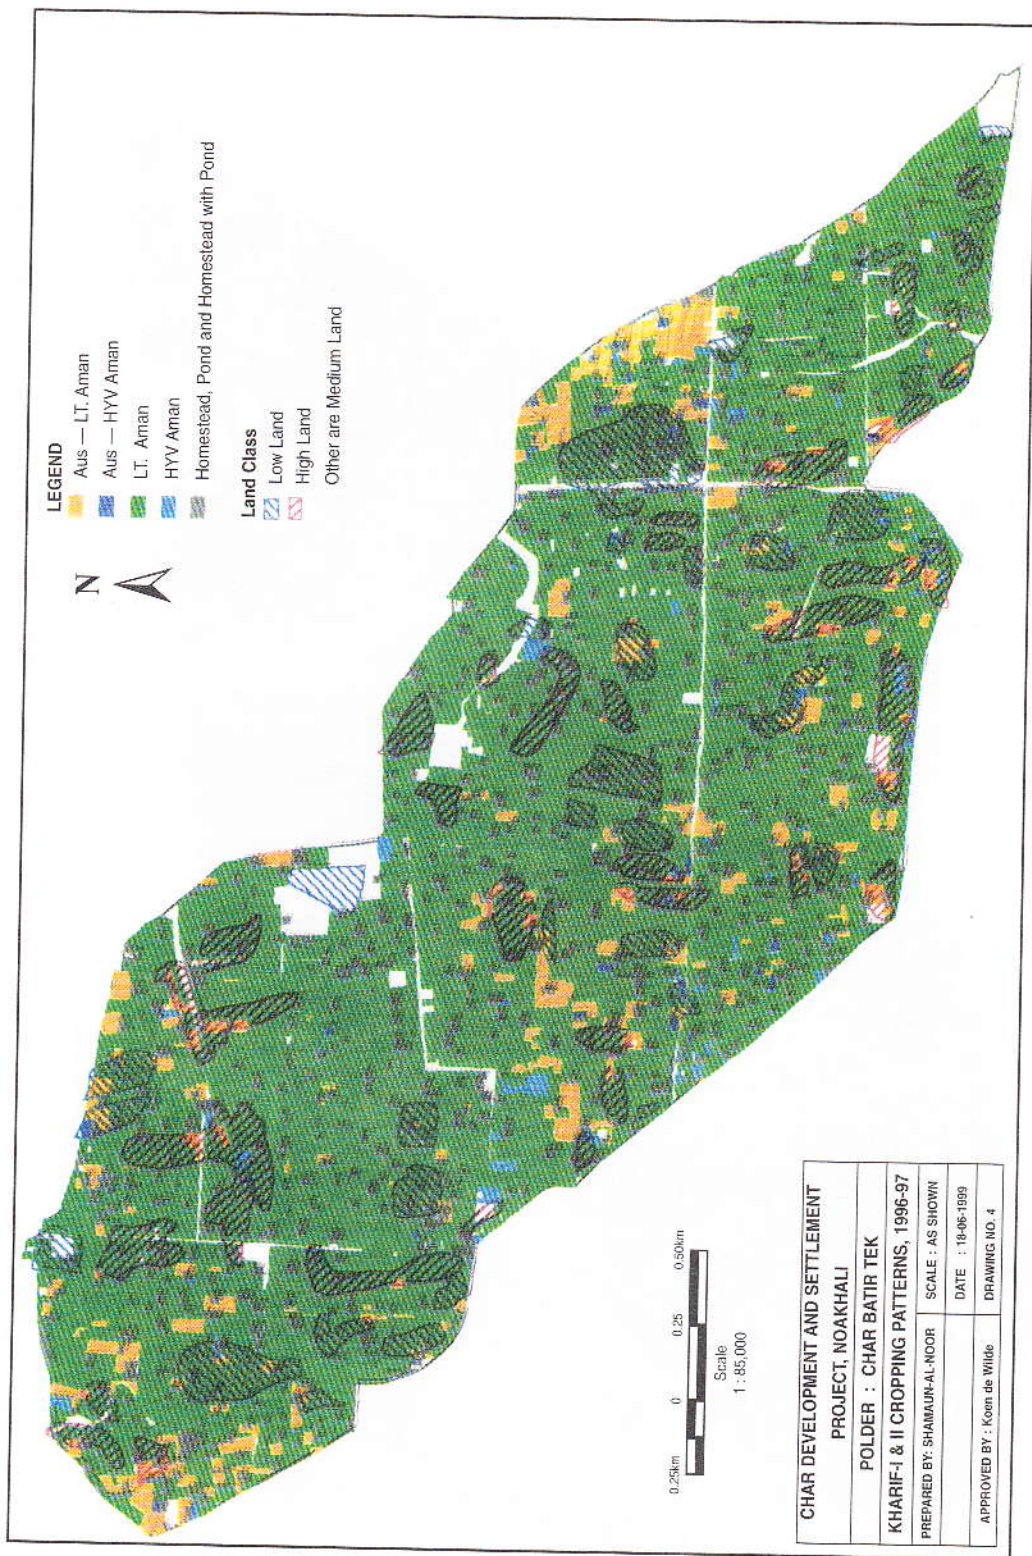 LEGEND
Aus — LT. Aman
Aus — HYV Aman
LT. Aman
HYV Aman
Homestead, Pond and Homestead with Pond
Land Class
Low Land
High Land
Other are Medium Land
N
0.25km 0 0.25 0.50km
Scale
1 : 85,000
CHAR DEVELOPMENT AND SETTLEMENT
PROJECT, NOAKHALI
POLDER : CHAR BATIR TEK
KHARIF-I & II CROPPING PATTERNS, 1996-97
PREPARED BY: SHAMAUN-AL-NOOR SCALE : AS SHOWN
DATE : 18-06-1999
APPROVED BY : Koen de Wilde DRAWING NO. 4